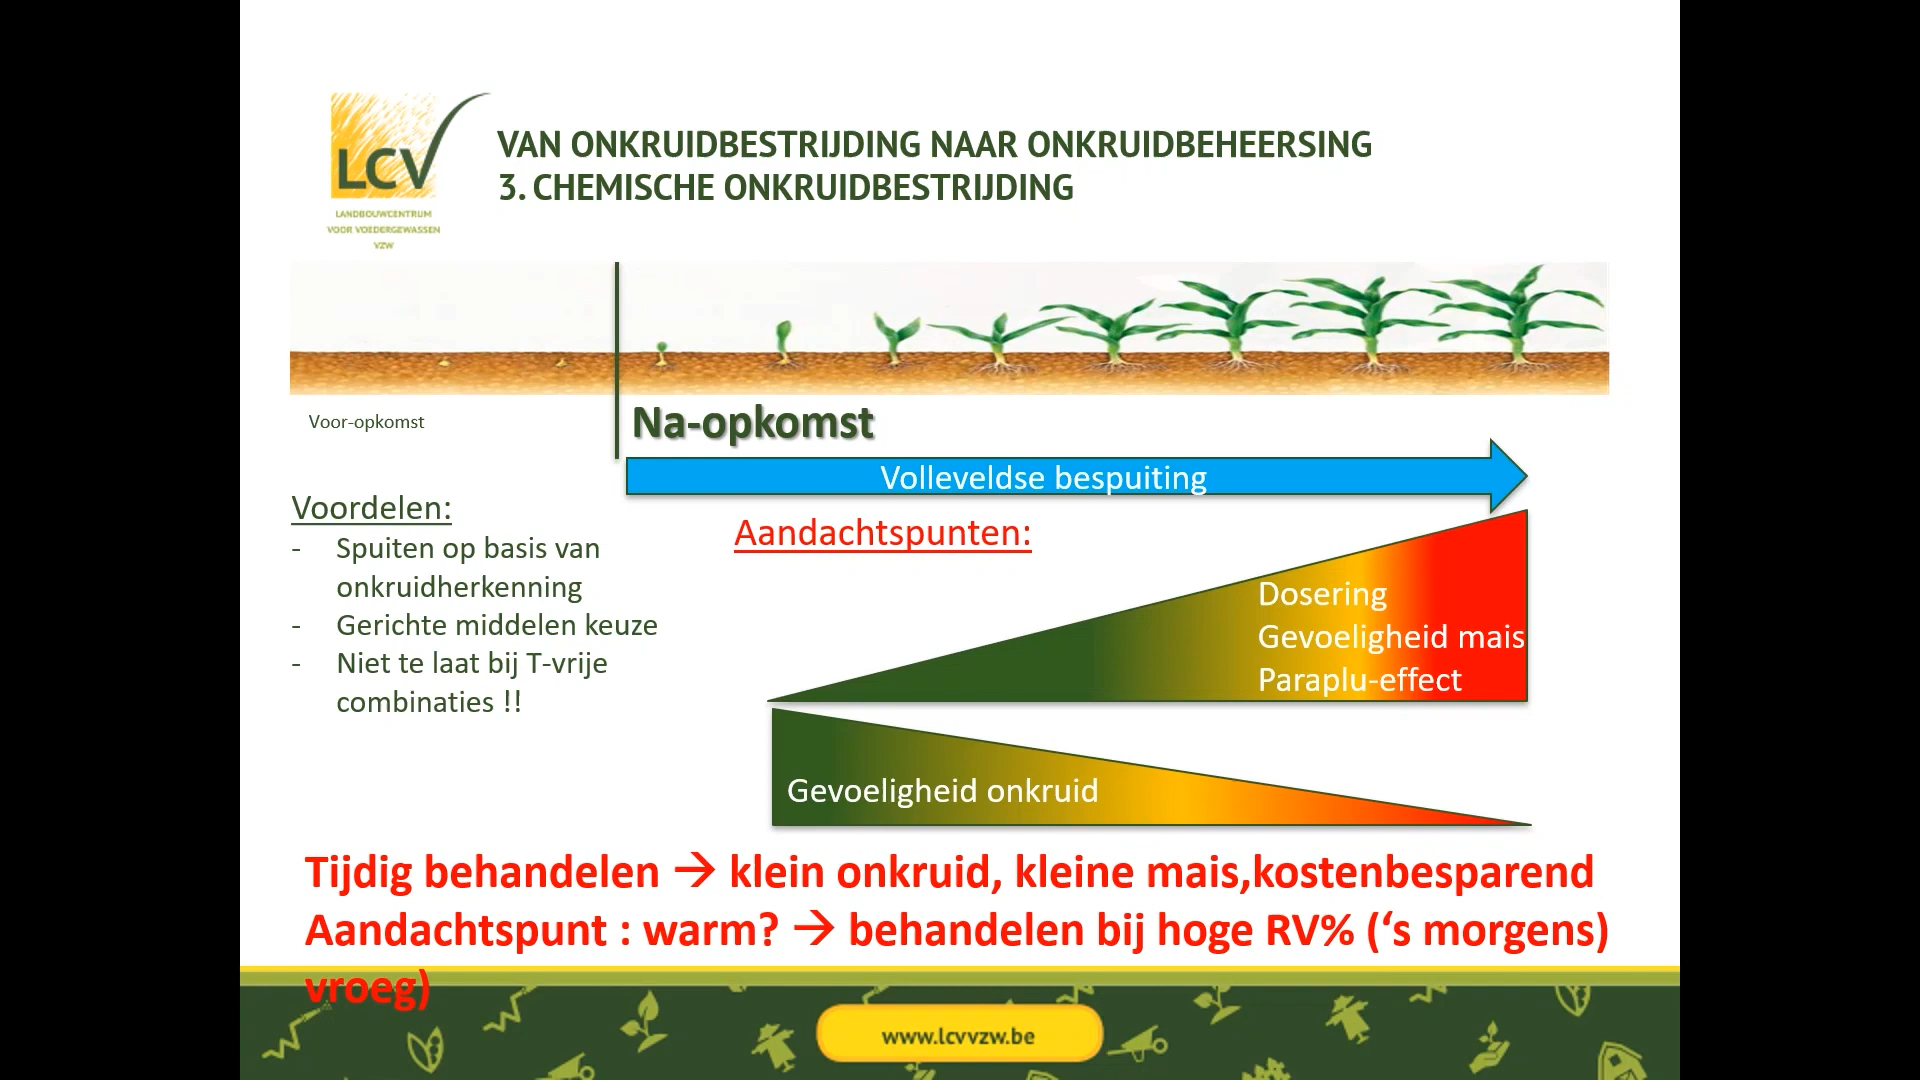 LCV
LANDBOUWCENTRUM
VOOR VOEDERGEWASSEN
VZW
VAN ONKRUIDBESTRIJDING NAAR ONKRUIDBEHEERSING
3. CHEMISCHE ONKRUIDBESTRIJDING
Voor-opkomst
Na-opkomst
Volleveldse bespuiting
Voordelen:
- Spuiten op basis van
onkruidherkenning
- Gerichte middelen keuze
- Niet te laat bij T-vrije
combinaties !!
Aandachtspunten:
Dosering
Gevoeligheid mais
Paraplu-effect
Gevoeligheid onkruid
Tijdig behandelen → klein onkruid, kleine mais,kostenbesparend
Aandachtspunt : warm? → behandelen bij hoge RV% (‘s morgens)
vroeg)
www.lcvvzw.be